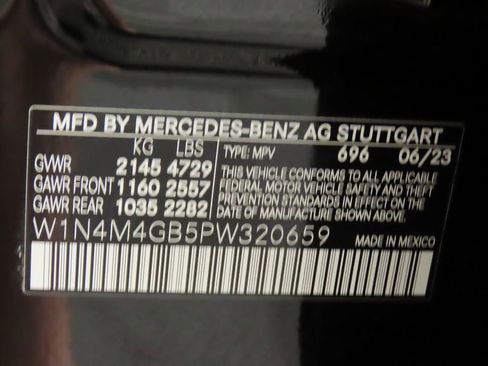 MFD BY MERCEDES-BENZ AG STUTTGART
KG LBS
GVWR 2145 4729
GAWR FRONT 1160 2557
GAWR REAR 1035 2282
TYPE: MPV 696 06/23
THIS VEHICLE CONFORMS TO ALL APPLICABLE
FEDERAL MOTOR VEHICLE SAFETY AND THEFT
PREVENTION STANDARDS IN EFFECT ON THE
DATE OF MANUFACTURE SHOWN ABOVE.
W1N4M4GB5PW320659 MADE IN MEXICO